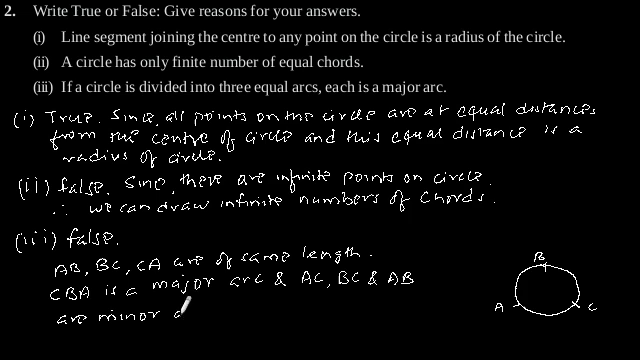 2. Write True or False: Give reasons for your answers.
(i) Line segment joining the centre to any point on the circle is a radius of the circle.
(ii) A circle has only finite number of equal chords.
(iii) If a circle is divided into three equal arcs, each is a major arc.
(i) True. Since, all points on the circle are at equal distances
from the centre of circle and this equal distance is a
radius of circle.
(ii) false. Since, there are infinite points on circle.
∴ we can draw infinite numbers of chords.
(iii) false.
AB, BC, CA are of same length.
CBA is a major arc & AC, BC & AB
are minor a
B
A C